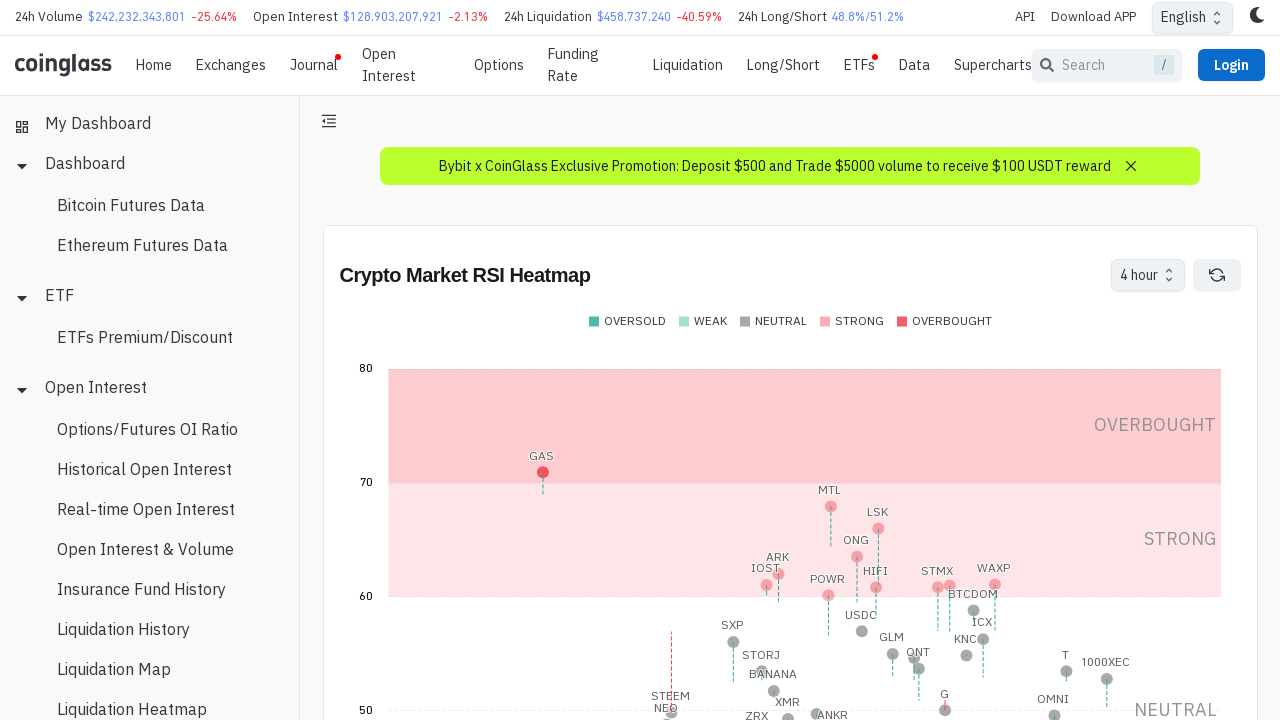 24h Volume $242,232,343,801 -25.64% Open Interest $128,903,207,921 -2.13% 24h Liquidation $458,737,240 -40.59% 24h Long/Short 48.8%/51.2% API Download APP English
coinglass Home Exchanges Journal Open Interest Options Funding Rate Liquidation Long/Short ETFs Data Supercharts Search / Login
My Dashboard
Dashboard
Bitcoin Futures Data
Ethereum Futures Data
ETF
ETFs Premium/Discount
Open Interest
Options/Futures OI Ratio
Historical Open Interest
Real-time Open Interest
Open Interest & Volume
Insurance Fund History
Liquidation History
Liquidation Map
Liquidation Heatmap
Bybit x CoinGlass Exclusive Promotion: Deposit $500 and Trade $5000 volume to receive $100 USDT reward
Crypto Market RSI Heatmap 4 hour
OVERSOLD WEAK NEUTRAL STRONG OVERBOUGHT
80
OVERBOUGHT
GAS
70
MTL
LSK
STRONG
ONG
ARK
IOST
HIFI
STMX
WAXP
POWR
60
BTCDOM
USDC
ICX
SXP
GLM
KNC
ONT
STORJ
T
1000XEC
BANANA
STEEM
G
OMNI
XMR
NEO
50
ZRX
ANKR
NEUTRAL